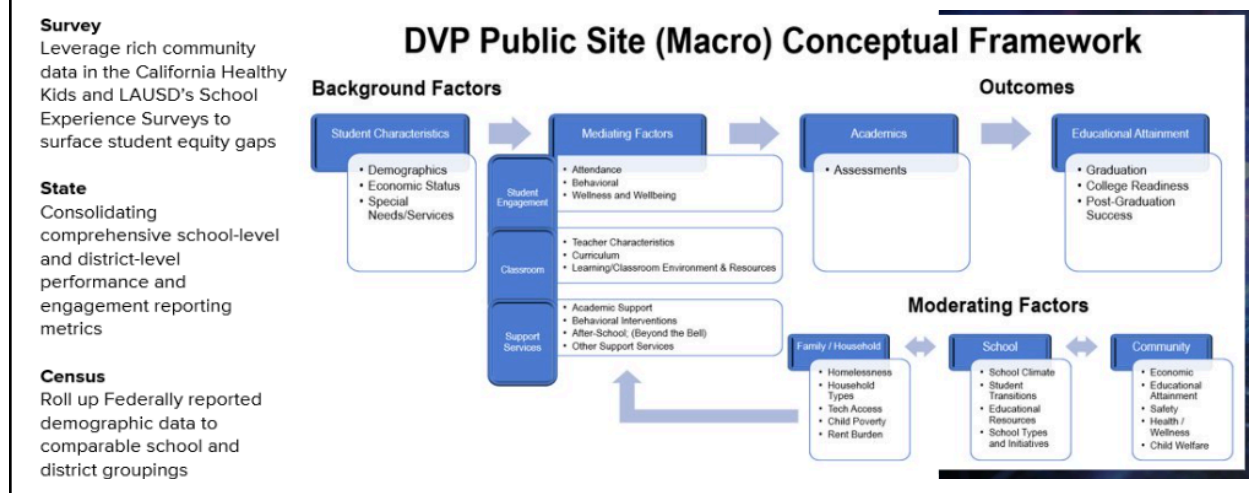 Survey
Leverage rich community
data in the California Healthy
Kids and LAUSD's School
Experience Surveys to
surface student equity gaps
State
Consolidating
comprehensive school-level
and district-level
performance and
engagement reporting
metrics
Census
Roll up Federally reported
demographic data to
comparable school and
district groupings
DVP Public Site (Macro) Conceptual Framework
Background Factors
Outcomes
Student Characteristics
• Demographics
• Economic Status
• Special
Needs/Services
Mediating Factors
Student
Engagement
• Attendance
• Behavioral
• Wellness and Wellbeing
Classroom
• Teacher Characteristics
• Curriculum
• Learning/Classroom Environment & Resources
Support
Services
• Academic Support
• Behavioral Interventions
• After-School; (Beyond the Bell)
• Other Support Services
Academics
• Assessments
Educational Attainment
• Graduation
• College Readiness
• Post-Graduation
Success
Moderating Factors
Family / Household
• Homelessness
• Household
Types
• Tech Access
• Child Poverty
• Rent Burden
School
• School Climate
• Student
Transitions
• Educational
Resources
• School Types
and Initiatives
Community
• Economic
• Educational
Attainment
• Safety
• Health /
Wellness
• Child Welfare